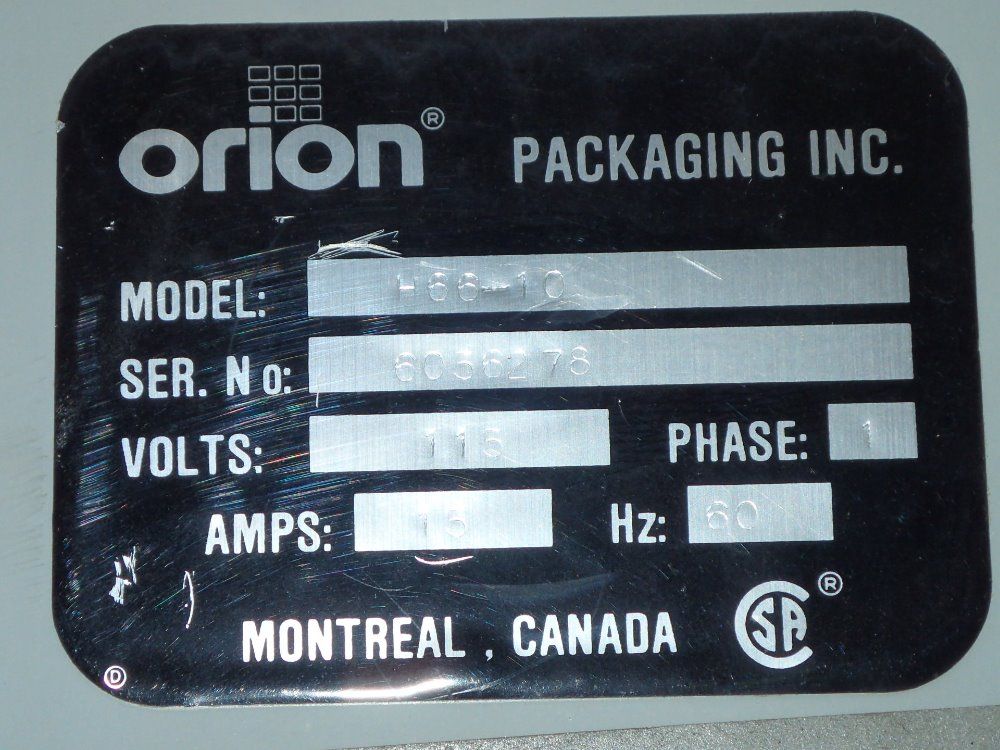 orion® PACKAGING INC.
MODEL: H66-10
SER. No: 6036278
VOLTS: 115 PHASE: 1
AMPS: 15 Hz: 60
MONTREAL, CANADA CSA®
D